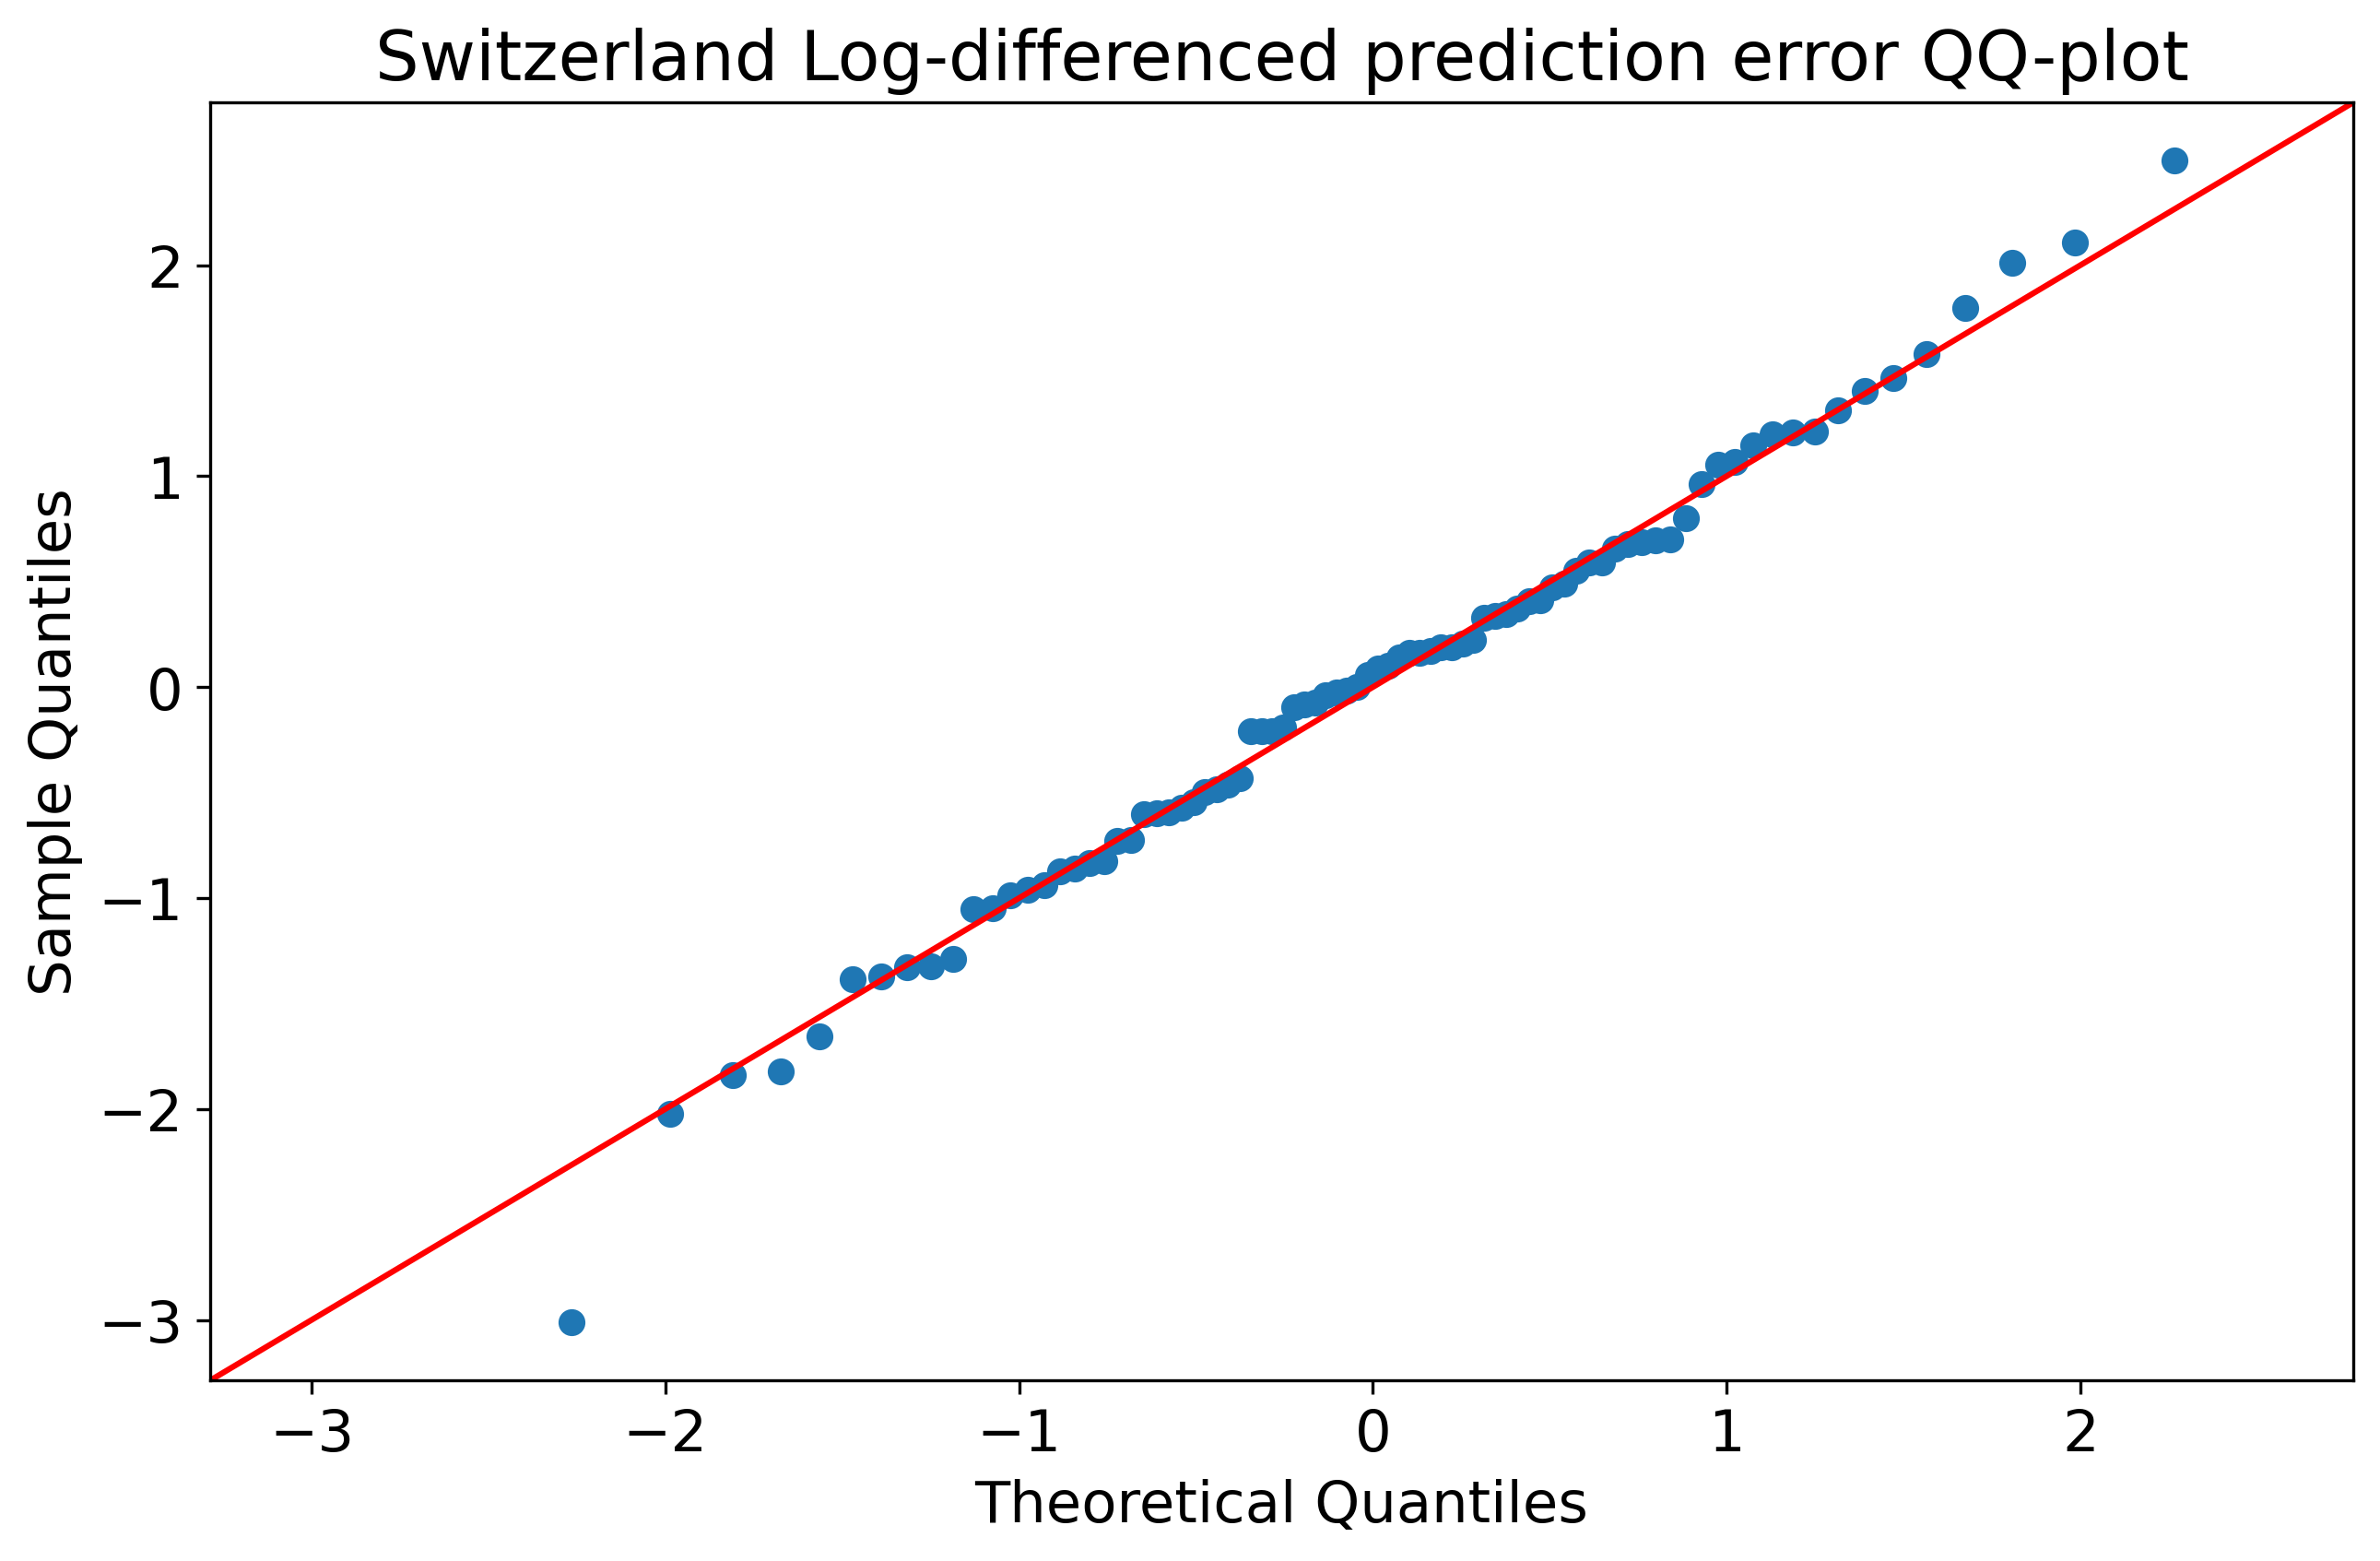 Switzerland Log-differenced prediction error QQ-plot
2
1
0
−1
−2
−3
Sample Quantiles
−3 −2 −1 0 1 2
Theoretical Quantiles